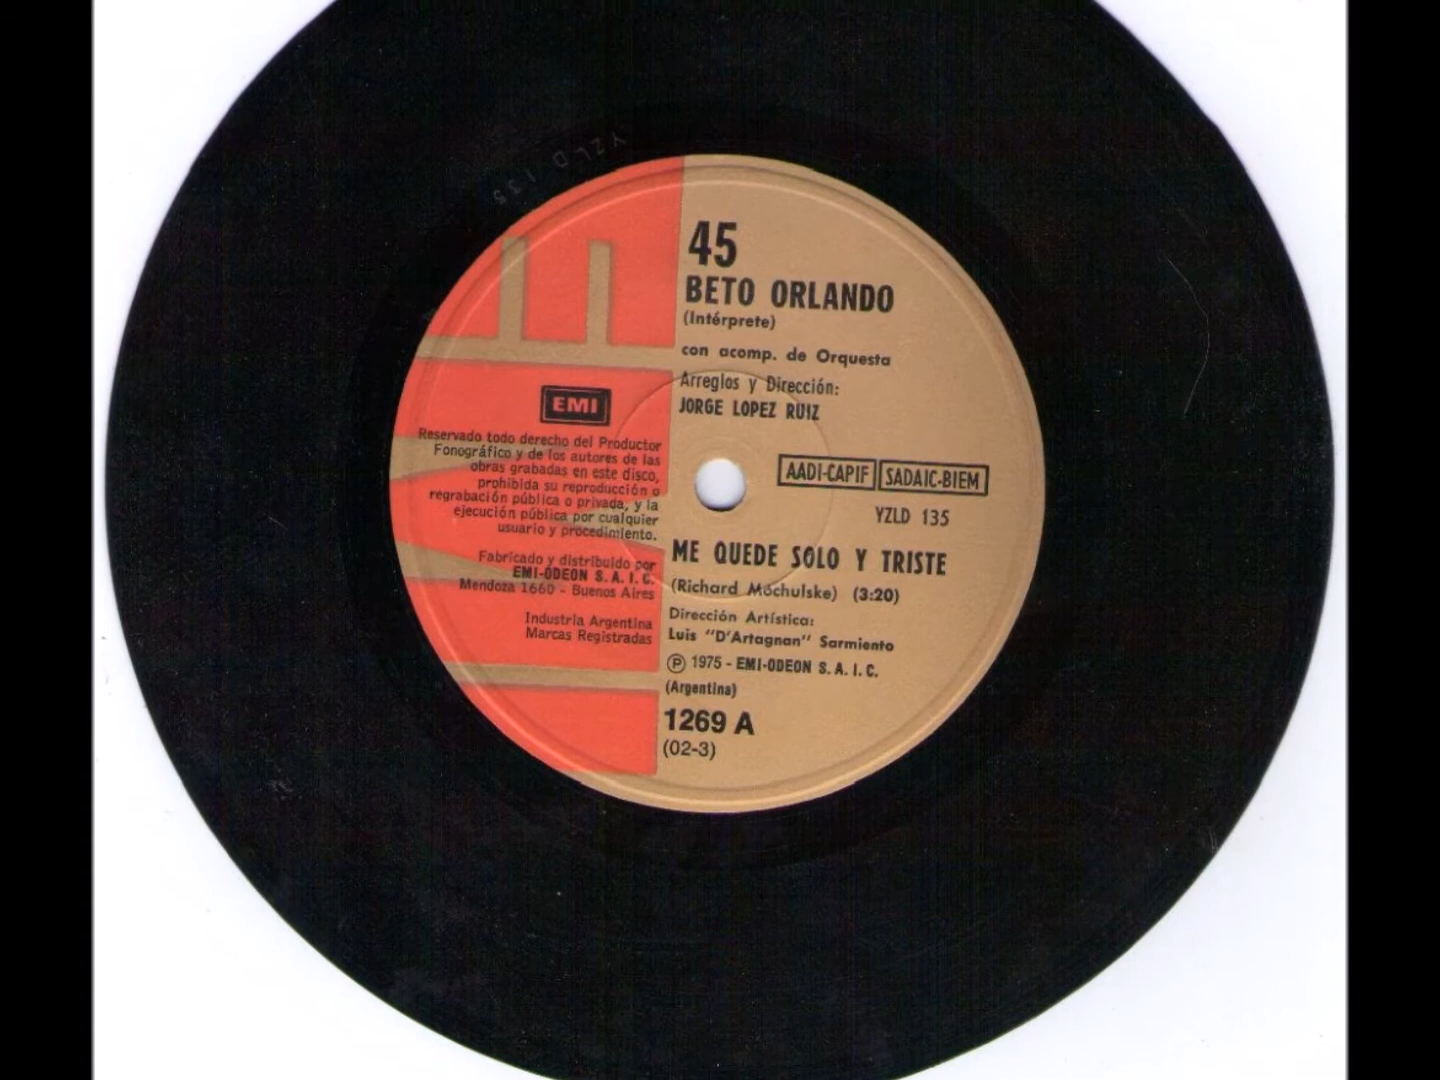 YZLD 135
45
BETO ORLANDO
(Intérprete)
con acomp. de Orquesta
Arreglos y Dirección:
JORGE LOPEZ RUIZ
EMI
Reservado todo derecho del Productor
Fonográfico y de los autores de las
obras grabadas en este disco,
prohibida su reproducción o
regrabación pública o privada, y la
ejecución pública por cualquier
usuario y procedimiento.
Fabricado y distribuido por
EMI-ODEON S. A. I. C.
Mendoza 1660 - Buenos Aires
Industria Argentina
Marcas Registradas
AADI-CAPIF SADAIC-BIEM
YZLD 135
ME QUEDE SOLO Y TRISTE
(Richard Mochulske) (3:20)
Dirección Artística:
Luis "D'Artagnan" Sarmiento
Ⓟ 1975 - EMI-ODEON S. A. I. C.
(Argentina)
1269 A
(02-3)